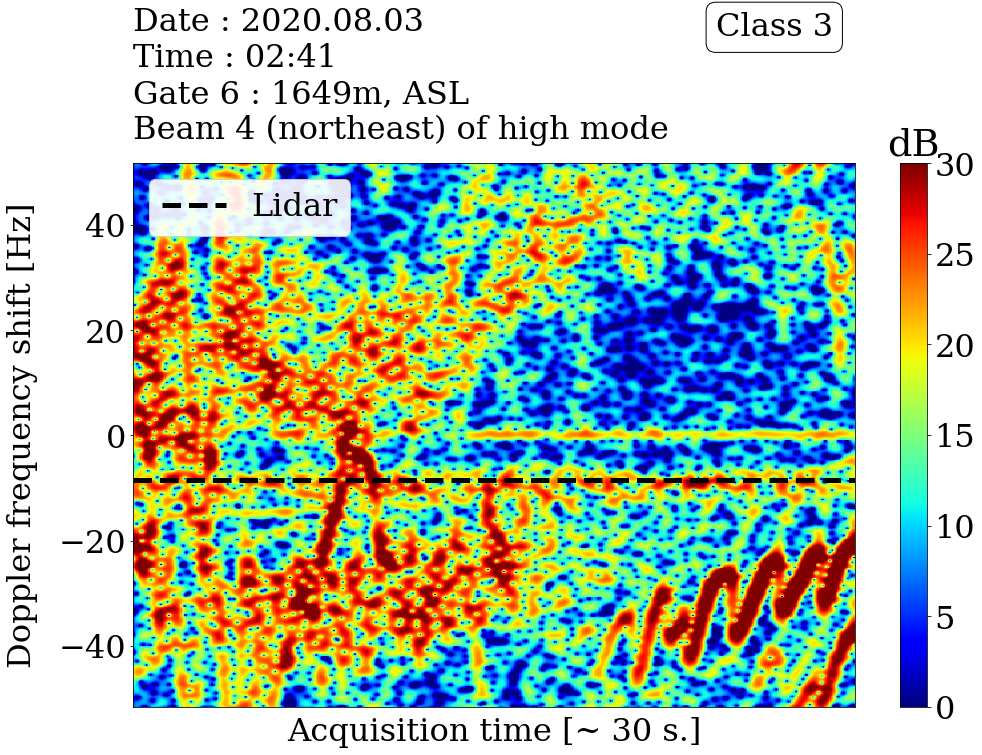 Date : 2020.08.03
Time : 02:41
Gate 6 : 1649m, ASL
Beam 4 (northeast) of high mode
Class 3
dB
Lidar
Doppler frequency shift [Hz]
40
20
0
−20
−40
Acquisition time [~ 30 s.]
30
25
20
15
10
5
0